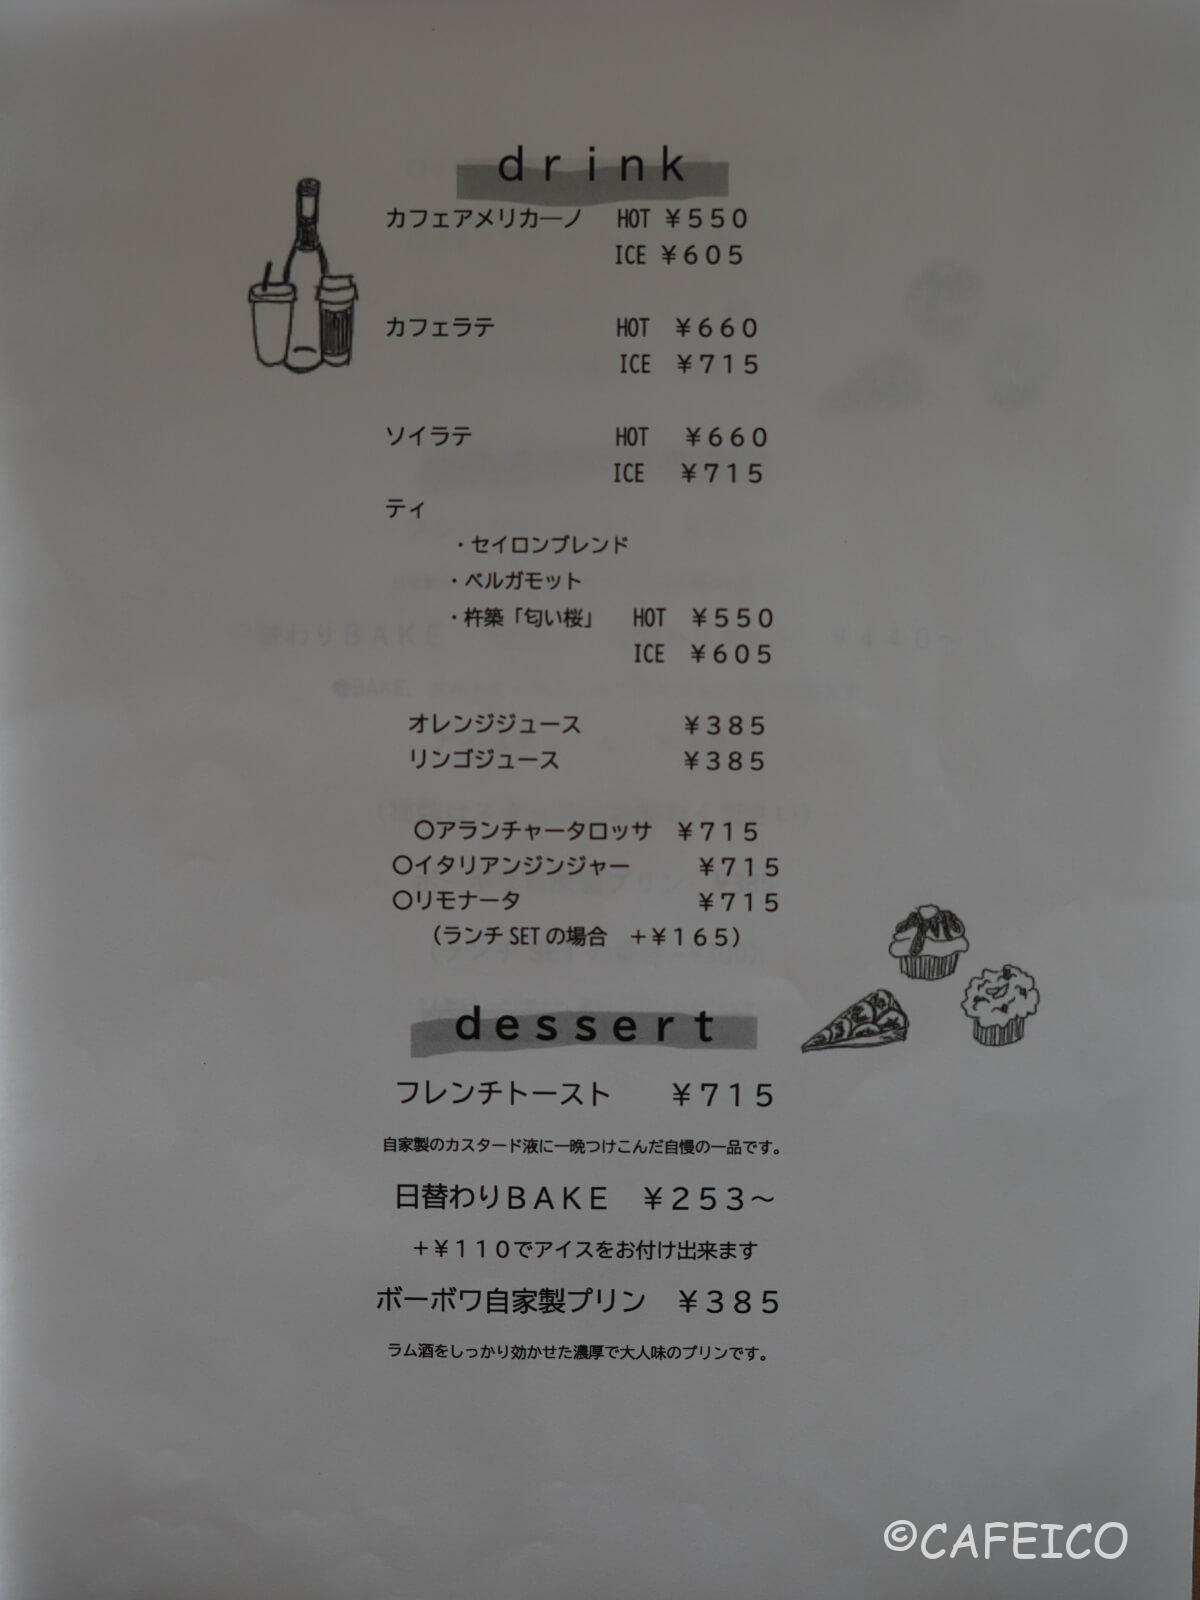 drink
カフェアメリカ―ノ HOT ￥５５０
ICE ￥６０５
カフェラテ HOT ￥６６０
ICE ￥７１５
ソイラテ HOT ￥６６０
ICE ￥７１５
ティ
・セイロンブレンド
・ベルガモット
・杵築「匂い桜」 HOT ￥５５０
ICE ￥６０５
オレンジジュース ￥３８５
リンゴジュース ￥３８５
〇アランチャータロッサ ￥７１５
〇イタリアンジンジャー ￥７１５
〇リモナータ ￥７１５
（ランチ SET の場合 ＋￥１６５）
dessert
フレンチトースト ￥７１５
自家製のカスタード液に一晩つけこんだ自慢の一品です。
日替わりＢＡＫＥ ￥２５３～
＋￥１１０でアイスをお付け出来ます
ボーボワ自家製プリン ￥３８５
ラム酒をしっかり効かせた濃厚で大人味のプリンです。
©CAFEICO